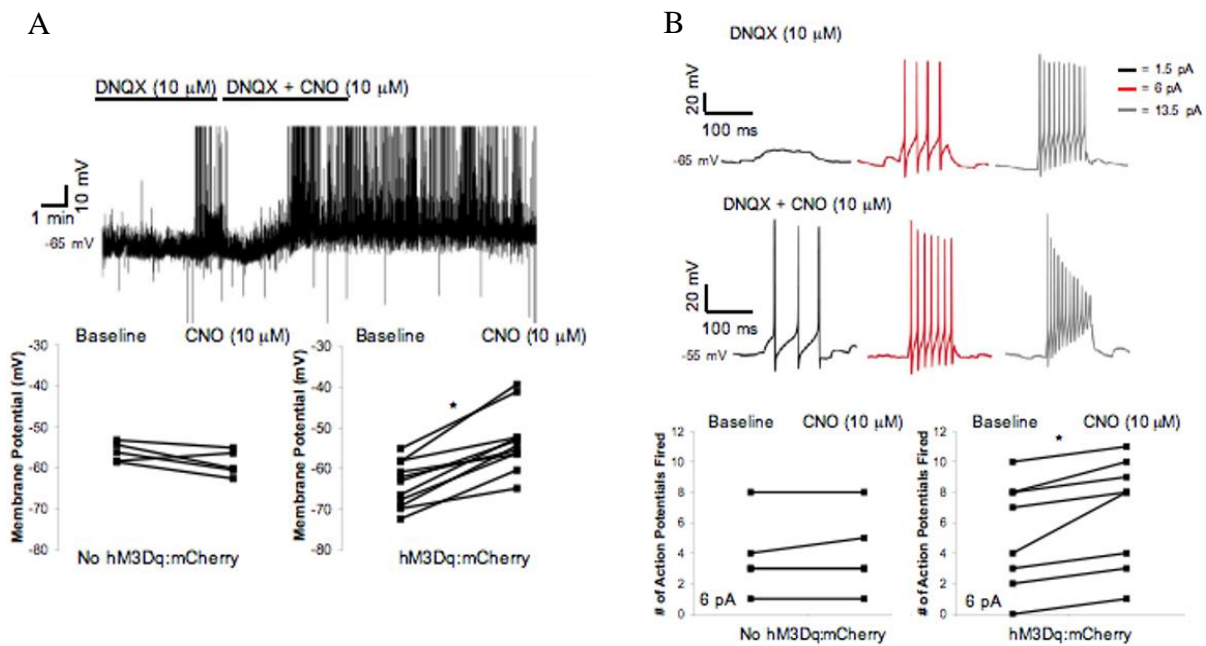 A
DNQX (10 μM) DNQX + CNO (10 μM)
10 mV
1 min
-65 mV
Baseline CNO (10 μM)
Membrane Potential (mV)
-30
-40
-50
-60
-70
-80
No hM3Dq:mCherry
Baseline CNO (10 μM)
Membrane Potential (mV)
-30
-40
-50
-60
-70
-80
hM3Dq:mCherry
B
DNQX (10 μM)
= 1.5 pA
= 6 pA
= 13.5 pA
20 mV
100 ms
-65 mV
DNQX + CNO (10 μM)
20 mV
100 ms
-55 mV
Baseline CNO (10 μM)
# of Action Potentials Fired
12
10
8
6
4
2
0
6 pA
No hM3Dq:mCherry
Baseline CNO (10 μM)
*
# of Action Potentials Fired
12
10
8
6
4
2
0
6 pA
hM3Dq:mCherry